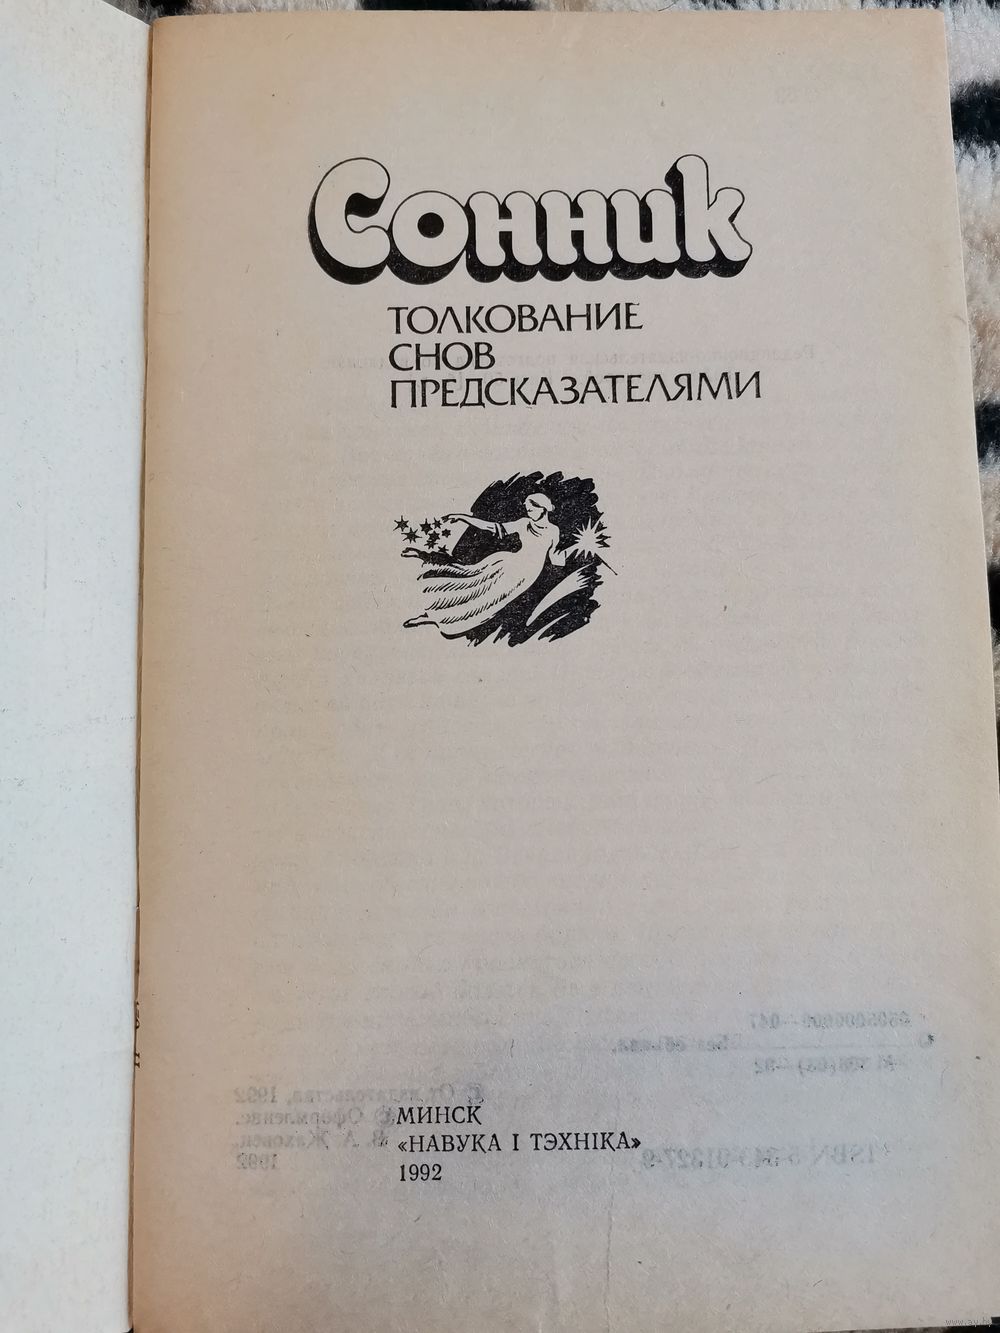 Сонник
ТОЛКОВАНИЕ
СНОВ
ПРЕДСКАЗАТЕЛЯМИ
МИНСК
«НАВУКА І ТЭХНІКА»
1992